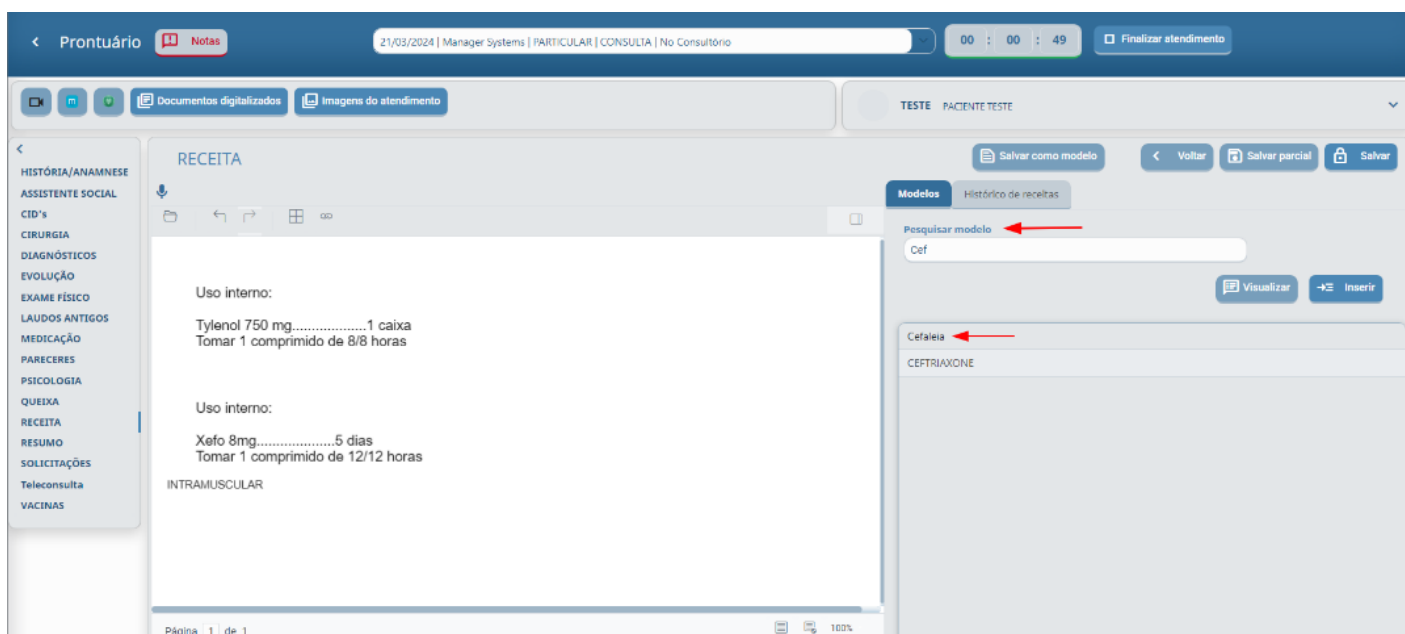 Prontuário
Notas
21/03/2024 | Manager Systems | PARTICULAR | CONSULTA | No Consultório
00 : 00 : 49
Finalizar atendimento
Documentos digitalizados
Imagens do atendimento
TESTE PACIENTE TESTE
HISTÓRIA/ANAMNESE
ASSISTENTE SOCIAL
CID's
CIRURGIA
DIAGNÓSTICOS
EVOLUÇÃO
EXAME FÍSICO
LAUDOS ANTIGOS
MEDICAÇÃO
PARECERES
PSICOLOGIA
QUEIXA
RECEITA
RESUMO
SOLICITAÇÕES
Teleconsulta
VACINAS
RECEITA
Salvar como modelo
Voltar
Salvar parcial
Salvar
Uso interno:
Tylenol 750 mg...................1 caixa
Tomar 1 comprimido de 8/8 horas
Uso interno:
Xefo 8mg....................5 dias
Tomar 1 comprimido de 12/12 horas
INTRAMUSCULAR
Página 1 de 1
100%
Modelos
Histórico de receitas
Pesquisar modelo
Cef
Visualizar
Inserir
Cefaleia
CEFTRIAXONE